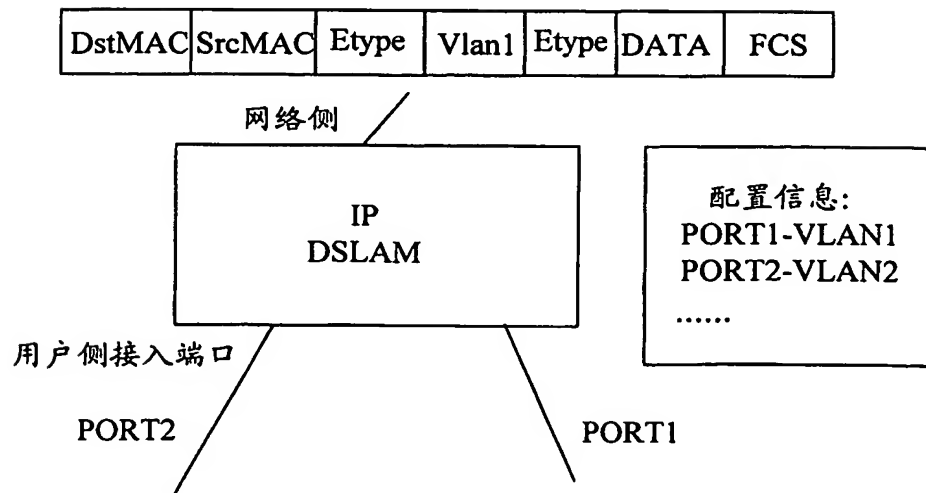 DstMAC SrcMAC Etype Vlan1 Etype DATA FCS
网络侧
IP
DSLAM
配置信息:
PORT1-VLAN1
PORT2-VLAN2
......
用户侧接入端口
PORT2
PORT1